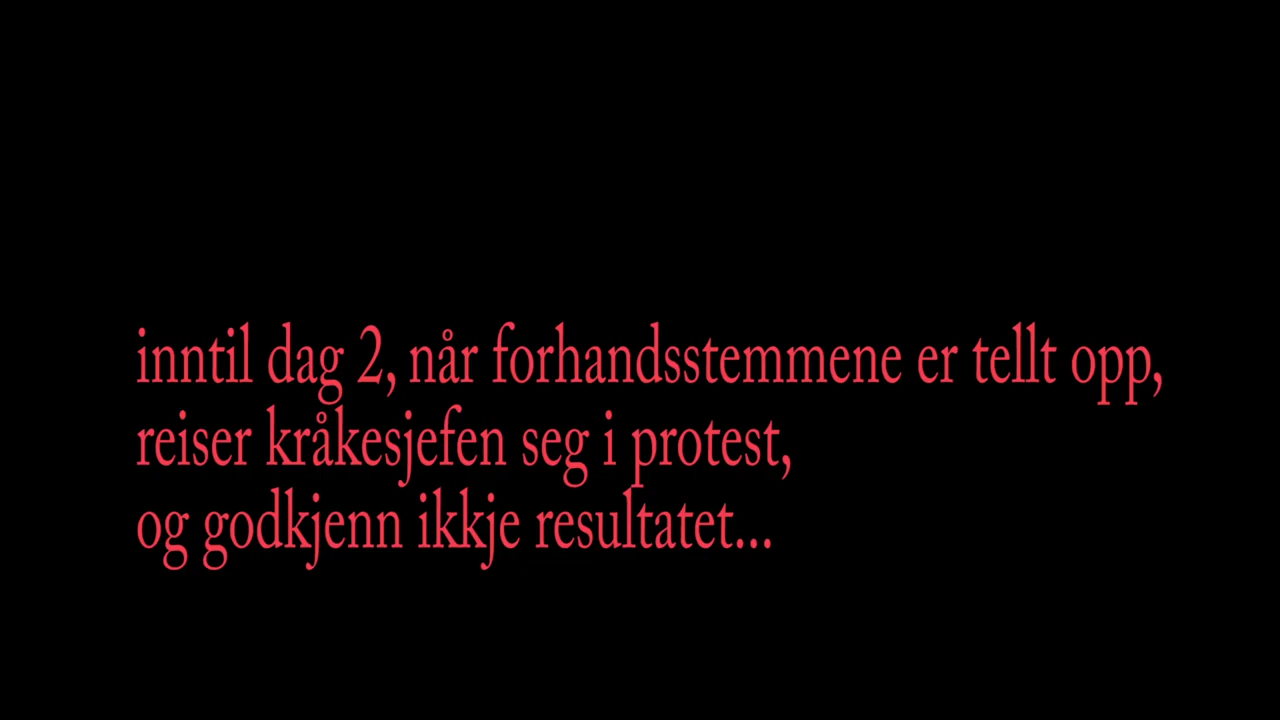 inntil dag 2, når forhandsstemmene er tellt opp,
reiser kråkesjefen seg i protest,
og godkjenn ikkje resultatet...